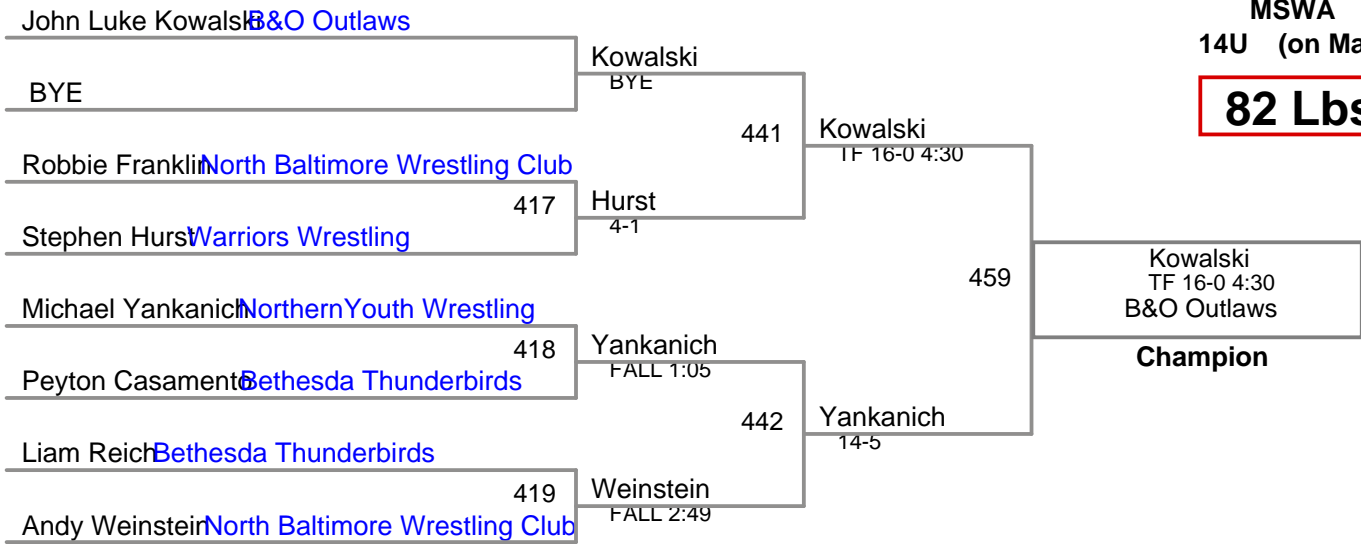 John Luke Kowalski B&O Outlaws
BYE
Robbie Franklin North Baltimore Wrestling Club
417
Stephen Hurst Warriors Wrestling
Michael Yankanich NorthernYouth Wrestling
418
Peyton Casamento Bethesda Thunderbirds
Liam Reich Bethesda Thunderbirds
419
Andy Weinstein North Baltimore Wrestling Club
Kowalski
BYE
441
Hurst
4-1
Yankanich
FALL 1:05
442
Weinstein
FALL 2:49
Kowalski
TF 16-0 4:30
459
Yankanich
14-5
MSWA
14U (on Ma
82 Lbs
Kowalski
TF 16-0 4:30
B&O Outlaws
Champion